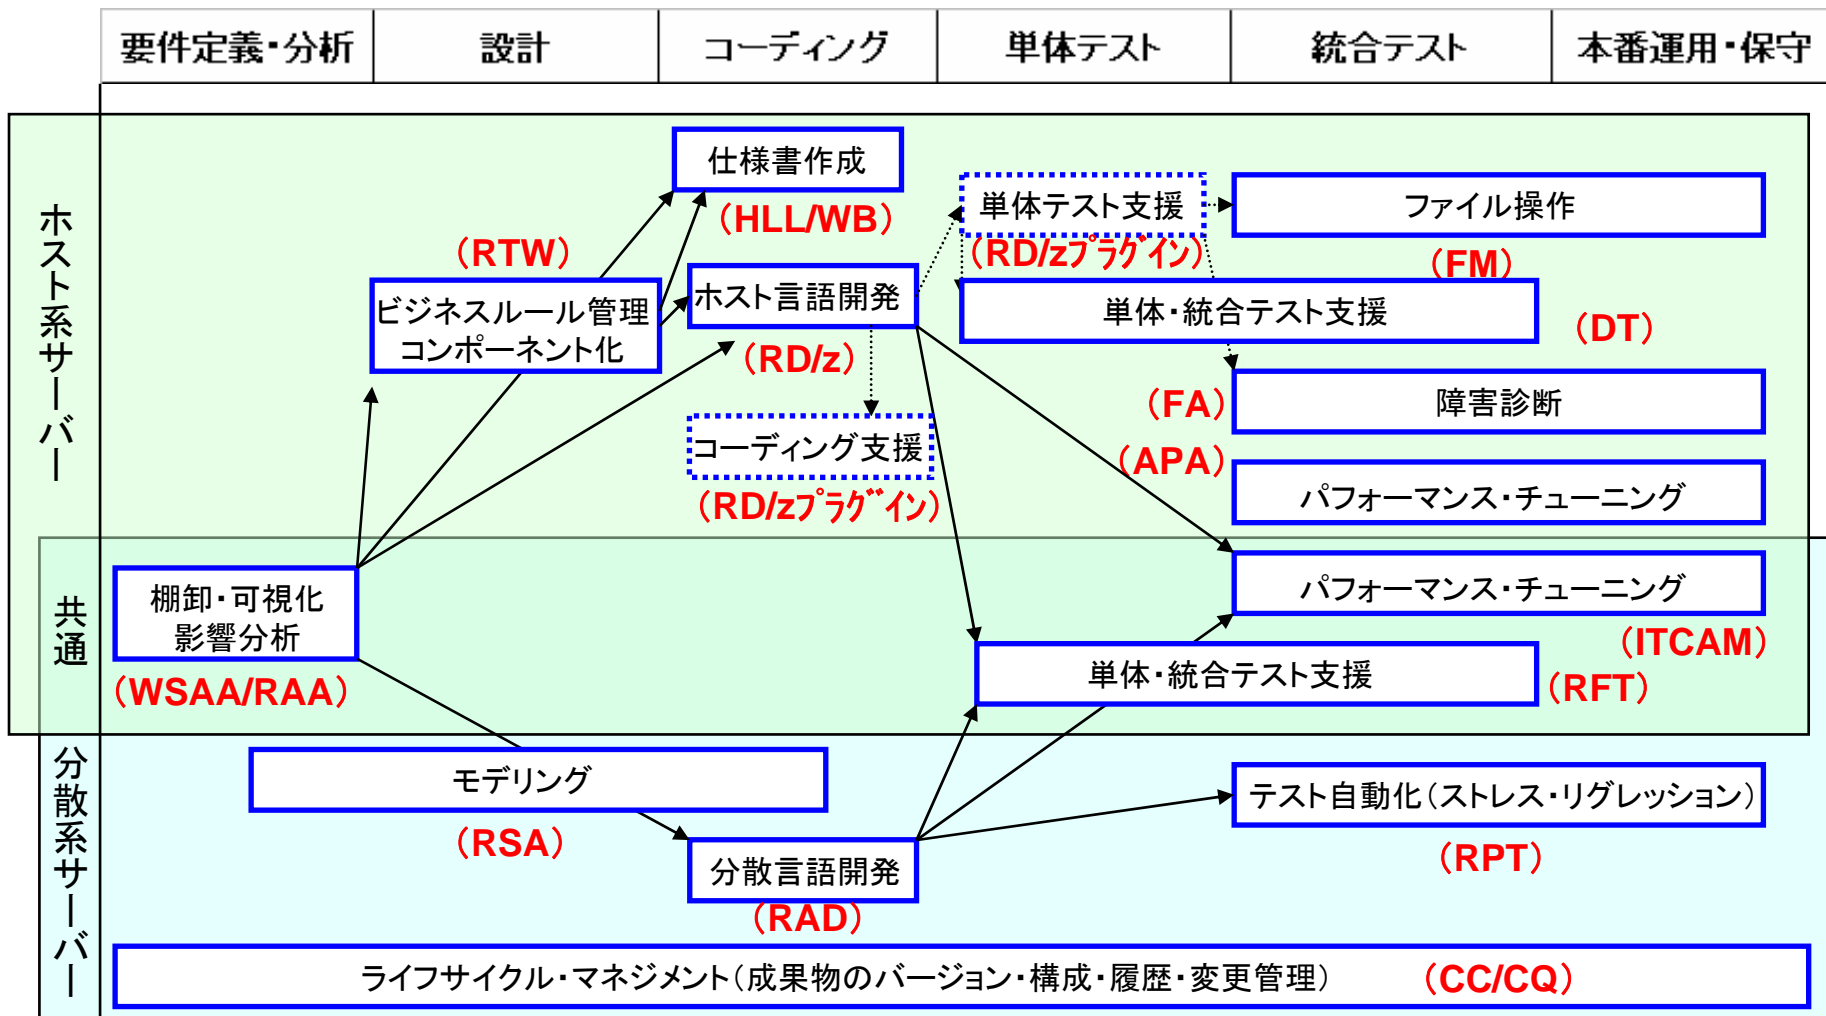 要件定義・分析
設計
コーディング
単体テスト
統合テスト
本番運用・保守
ホスト系サーバー
仕様書作成
(HLL/WB)
(RTW)
ビジネスルール管理
コンポーネント化
ホスト言語開発
(RD/z)
コーディング支援
(RD/zプラグイン)
単体テスト支援
(RD/zプラグイン)
ファイル操作
(FM)
単体・統合テスト支援
(DT)
(FA)
障害診断
(APA)
パフォーマンス・チューニング
共通
棚卸・可視化
影響分析
(WSAA/RAA)
パフォーマンス・チューニング
(ITCAM)
単体・統合テスト支援
(RFT)
分散系サーバー
モデリング
(RSA)
分散言語開発
(RAD)
テスト自動化(ストレス・リグレッション)
(RPT)
ライフサイクル・マネジメント(成果物のバージョン・構成・履歴・変更管理) (CC/CQ)